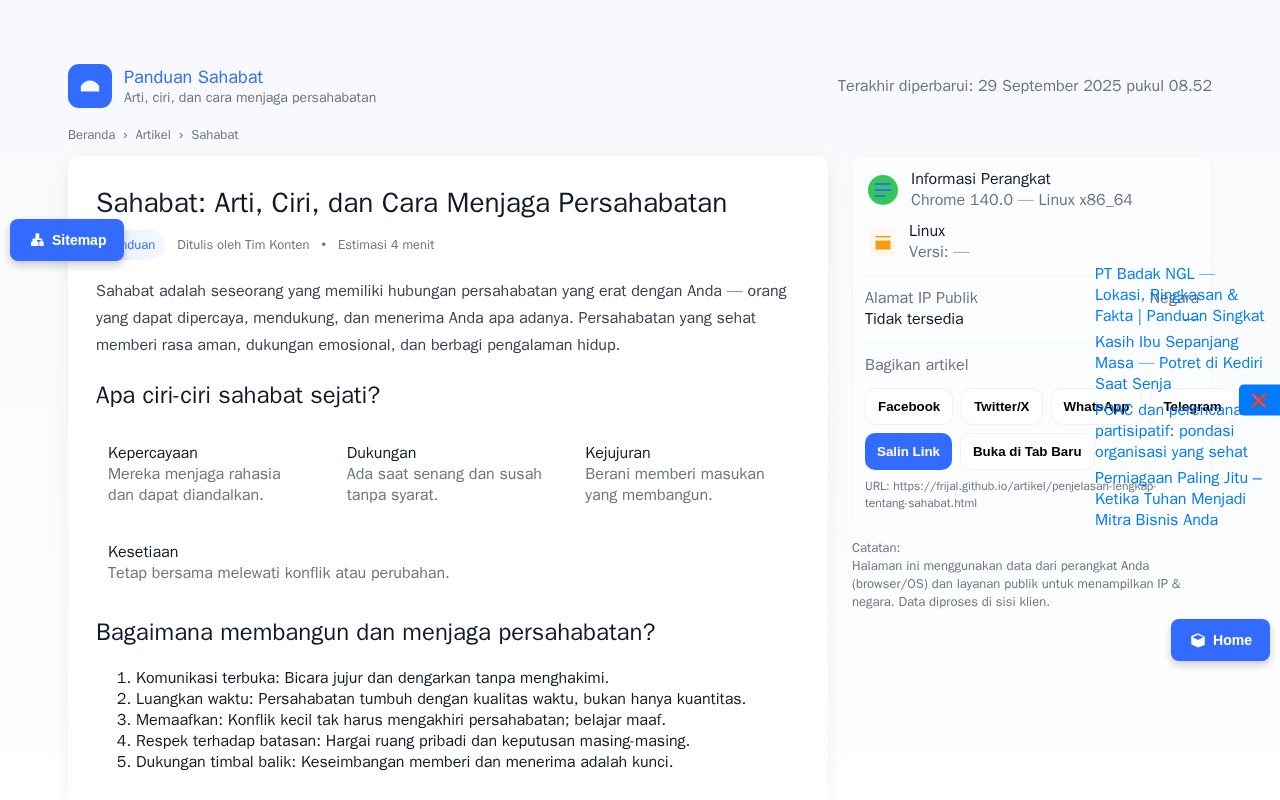 Panduan Sahabat
Arti, ciri, dan cara menjaga persahabatan
Terakhir diperbarui: 29 September 2025 pukul 08.52
Beranda › Artikel › Sahabat
Sahabat: Arti, Ciri, dan Cara Menjaga Persahabatan
Sitemap
Ditulis oleh Tim Konten • Estimasi 4 menit
Sahabat adalah seseorang yang memiliki hubungan persahabatan yang erat dengan Anda — orang
yang dapat dipercaya, mendukung, dan menerima Anda apa adanya. Persahabatan yang sehat
memberi rasa aman, dukungan emosional, dan berbagi pengalaman hidup.
Apa ciri-ciri sahabat sejati?
Kepercayaan
Mereka menjaga rahasia
dan dapat diandalkan.
Dukungan
Ada saat senang dan susah
tanpa syarat.
Kejujuran
Berani memberi masukan
yang membangun.
Kesetiaan
Tetap bersama melewati konflik atau perubahan.
Bagaimana membangun dan menjaga persahabatan?
1. Komunikasi terbuka: Bicara jujur dan dengarkan tanpa menghakimi.
2. Luangkan waktu: Persahabatan tumbuh dengan kualitas waktu, bukan hanya kuantitas.
3. Memaafkan: Konflik kecil tak harus mengakhiri persahabatan; belajar maaf.
4. Respek terhadap batasan: Hargai ruang pribadi dan keputusan masing-masing.
5. Dukungan timbal balik: Keseimbangan memberi dan menerima adalah kunci.
Informasi Perangkat
Chrome 140.0 — Linux x86_64
Linux
Versi: —
Alamat IP Publik
Tidak tersedia
Negara
—
Bagikan artikel
Facebook
Twitter/X
WhatsApp
Telegram
Salin Link
Buka di Tab Baru
URL: https://frijal.github.io/artikel/penjelasan-lengkap-
tentang-sahabat.html
PT Badak NGL —
Lokasi, Ringkasan &
Fakta | Panduan Singkat
Kasih Ibu Sepanjang
Masa — Potret di Kediri
Saat Senja
dan
partisipatif: pondasi
organisasi yang sehat
Perniagaan Paling Jitu –
Ketika Tuhan Menjadi
Mitra Bisnis Anda
Catatan:
Halaman ini menggunakan data dari perangkat Anda
(browser/OS) dan layanan publik untuk menampilkan IP &
negara. Data diproses di sisi klien.
Home